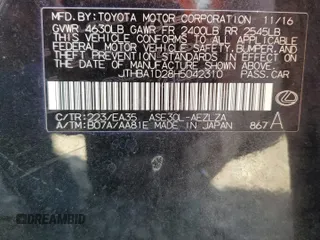 MFD. BY: TOYOTA MOTOR CORPORATION 11/16
GVWR 4630LB GAWR FR 2400LB RR 2545LB
THIS VEHICLE CONFORMS TO ALL APPLICABLE
FEDERAL MOTOR VEHICLE SAFETY, BUMPER, AND
THEFT PREVENTION STANDARDS IN EFFECT ON
THE DATE OF MANUFACTURE SHOWN ABOVE.
JTHBA1D28H5042310 PASS. CAR
C/TR: 223/EA35 ASE30L-AEZLZA
A/TM: B07A/AA81E MADE IN JAPAN 867 A
DREAMBID